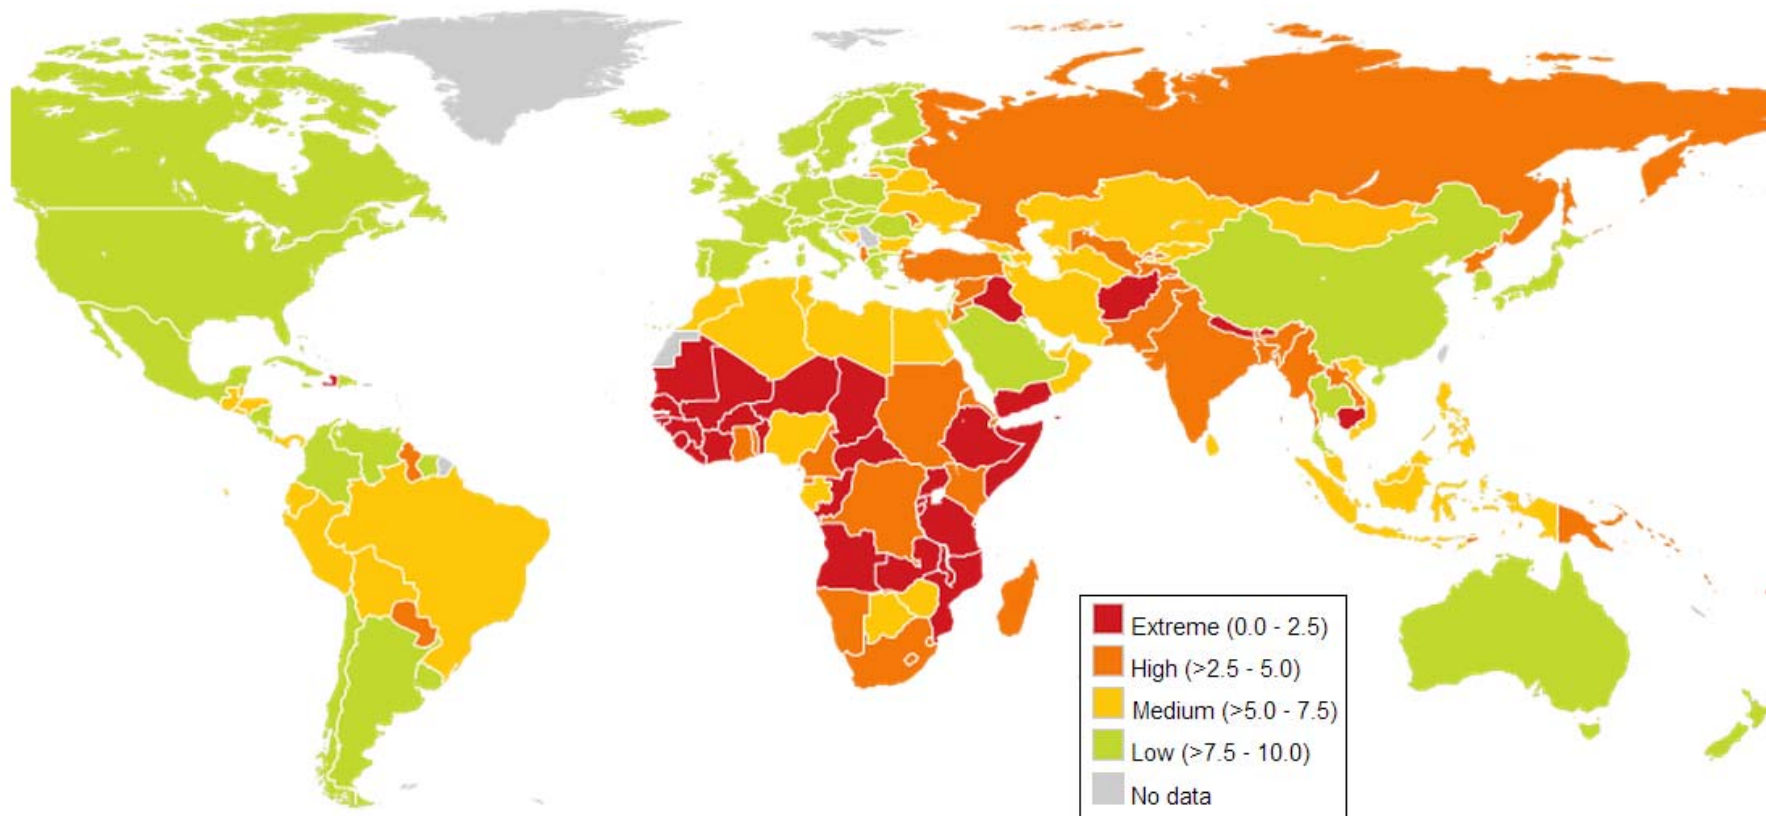 Extreme (0.0 - 2.5)
High (>2.5 - 5.0)
Medium (>5.0 - 7.5)
Low (>7.5 - 10.0)
No data